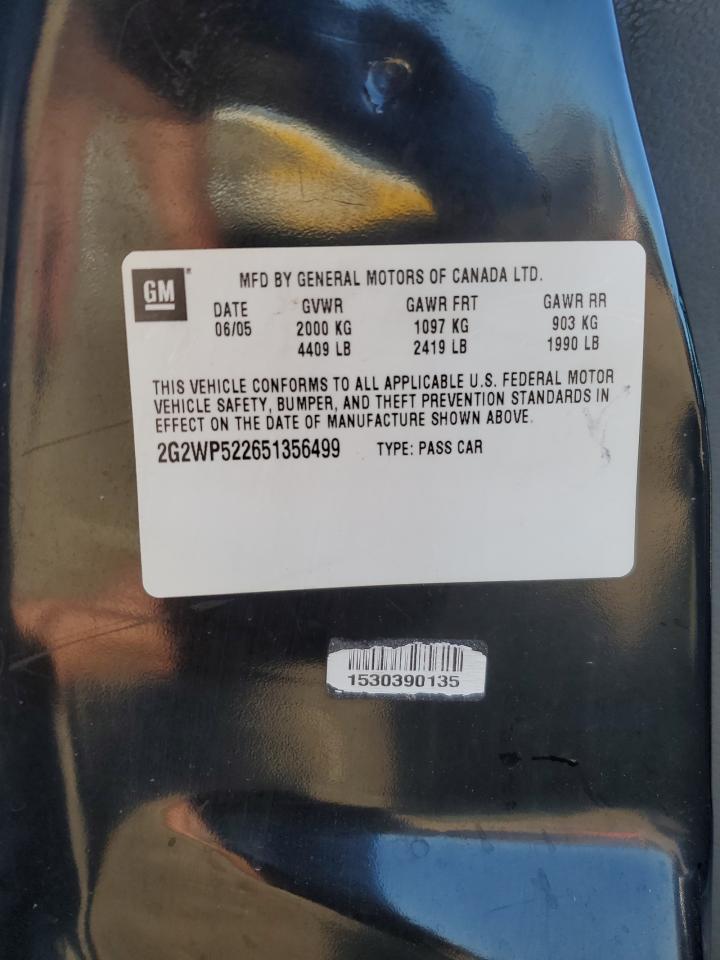 GM ®
MFD BY GENERAL MOTORS OF CANADA LTD.
DATE GVWR GAWR FRT GAWR RR
06/05 2000 KG 1097 KG 903 KG
4409 LB 2419 LB 1990 LB
THIS VEHICLE CONFORMS TO ALL APPLICABLE U.S. FEDERAL MOTOR
VEHICLE SAFETY, BUMPER, AND THEFT PREVENTION STANDARDS IN
EFFECT ON THE DATE OF MANUFACTURE SHOWN ABOVE.
2G2WP522651356499 TYPE: PASS CAR
1530390135